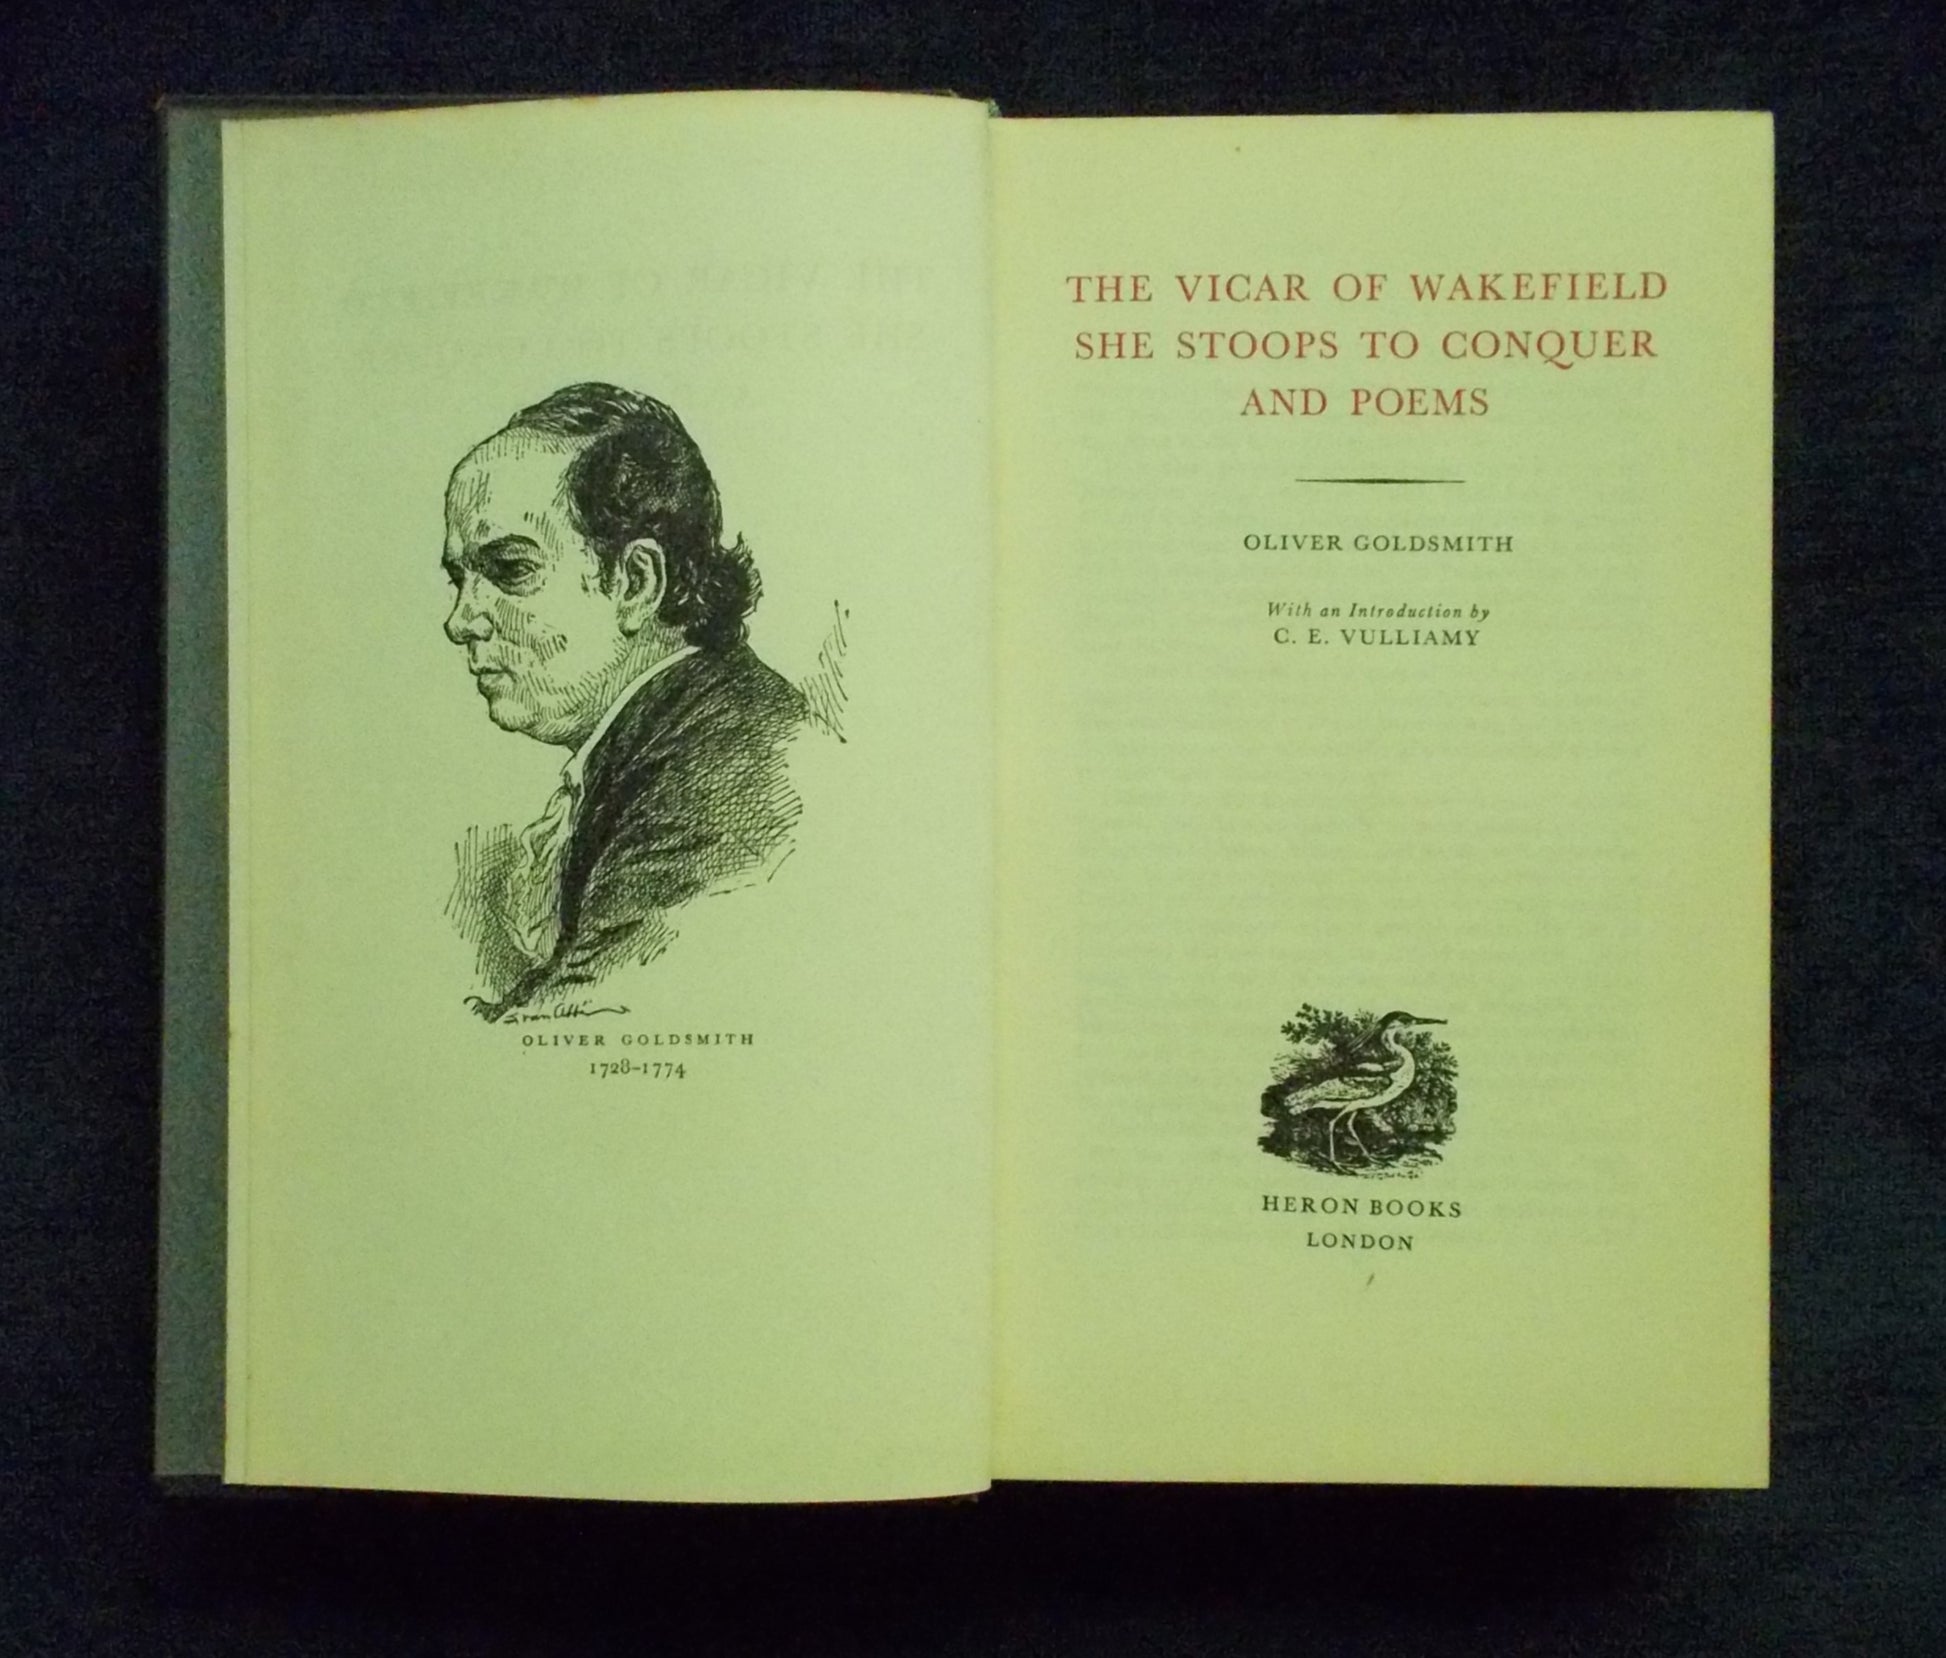 OLIVER GOLDSMITH
1728-1774
THE VICAR OF WAKEFIELD
SHE STOOPS TO CONQUER
AND POEMS
OLIVER GOLDSMITH
With an Introduction by
C. E. VULLIAMY
HERON BOOKS
LONDON